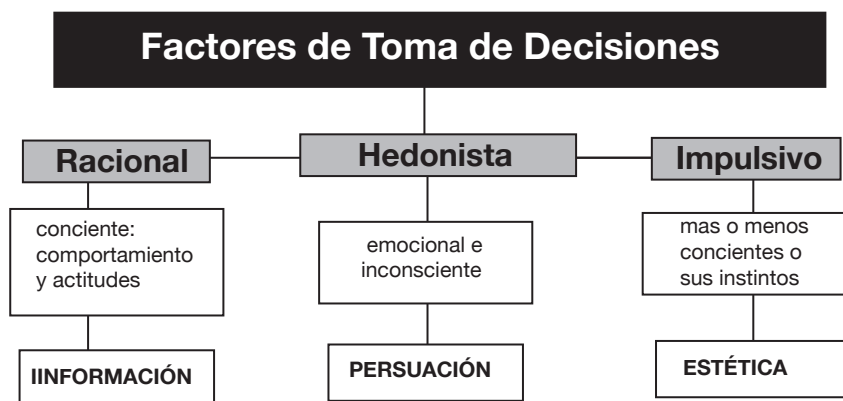 Factores de Toma de Decisiones
Racional
Hedonista
Impulsivo
conciente:
comportamiento
y actitudes
emocional e
inconsciente
mas o menos
concientes o
sus instintos
IINFORMACIÓN
PERSUACIÓN
ESTÉTICA